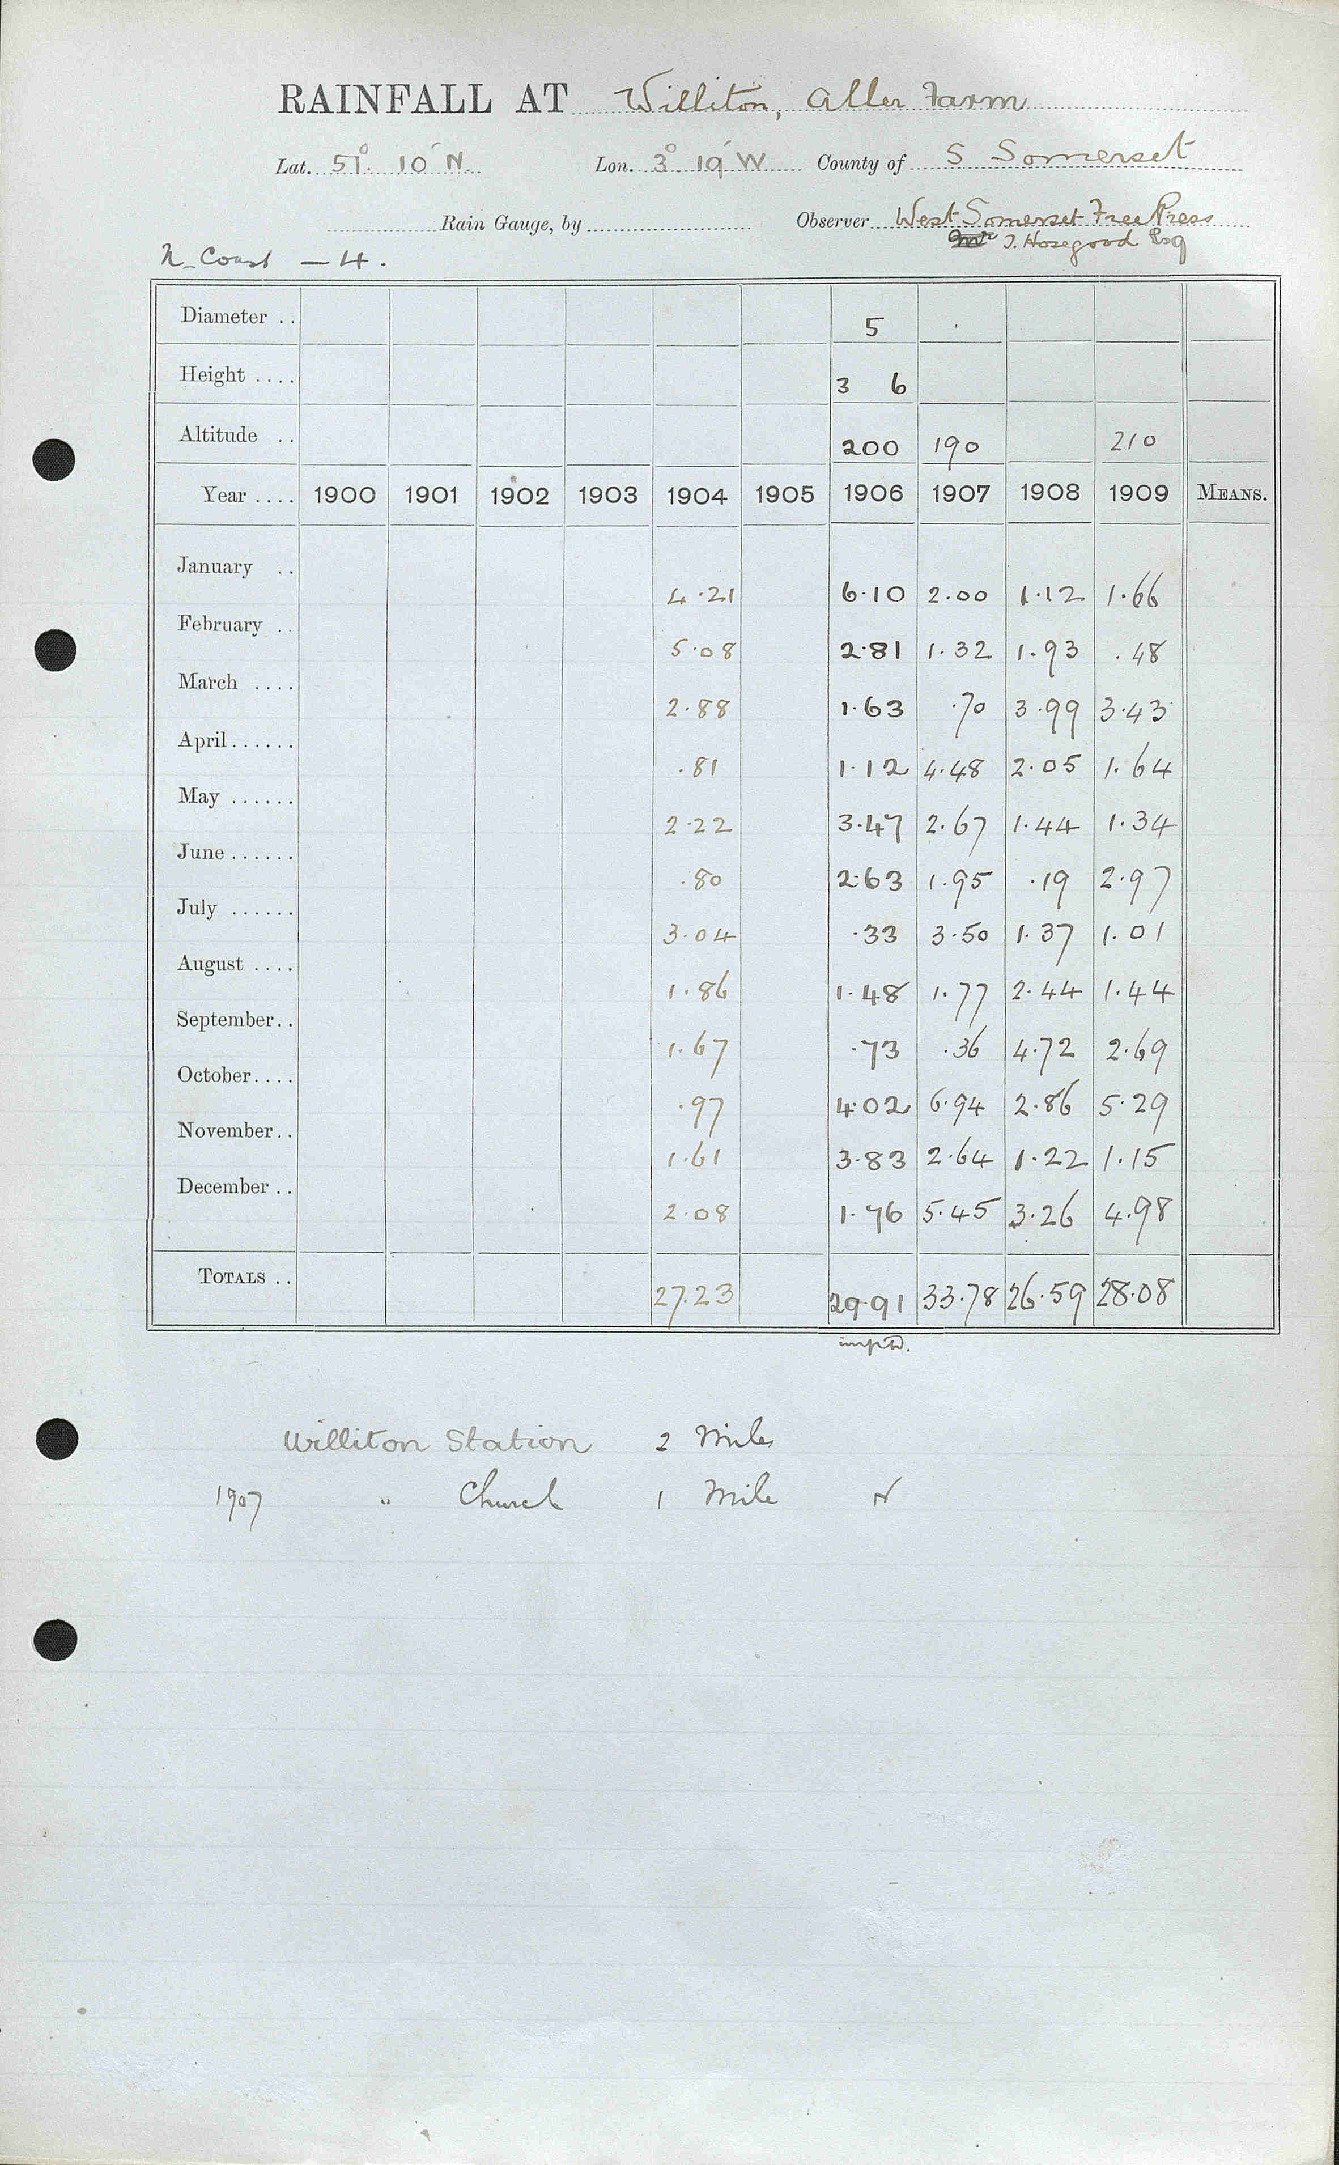 RAINFALL AT Williton, Aller Farm
Lat. 51° 10' N. Lon. 3° 19' W County of S Somerset
Rain Gauge, by Observer West Somerset Free Press
J. Hosegood Esq
N. Coast – 4.
Diameter .. 5
Height .... 3 6
Altitude .. 200 190 210
Year .... 1900 1901 1902 1903 1904 1905 1906 1907 1908 1909 MEANS.
January .. 4.21 6.10 2.00 1.12 1.66
February .. 5.08 2.81 1.32 1.93 .48
March .... 2.88 1.63 .70 3.99 3.43
April ...... .81 1.12 4.48 2.05 1.64
May ...... 2.22 3.47 2.67 1.44 1.34
June ...... .80 2.63 1.95 .19 2.97
July ...... 3.04 .33 3.50 1.37 1.01
August .... 1.86 1.48 1.77 2.44 1.44
September .. 1.67 .73 .36 4.72 2.69
October .... .97 4.02 6.94 2.86 5.29
November .. 1.61 3.83 2.64 1.22 1.15
December .. 2.08 1.76 5.45 3.26 4.98
TOTALS .. 27.23 29.91 33.78 26.59 28.08
Williton Station 2 Miles
1907 " Church 1 Mile N